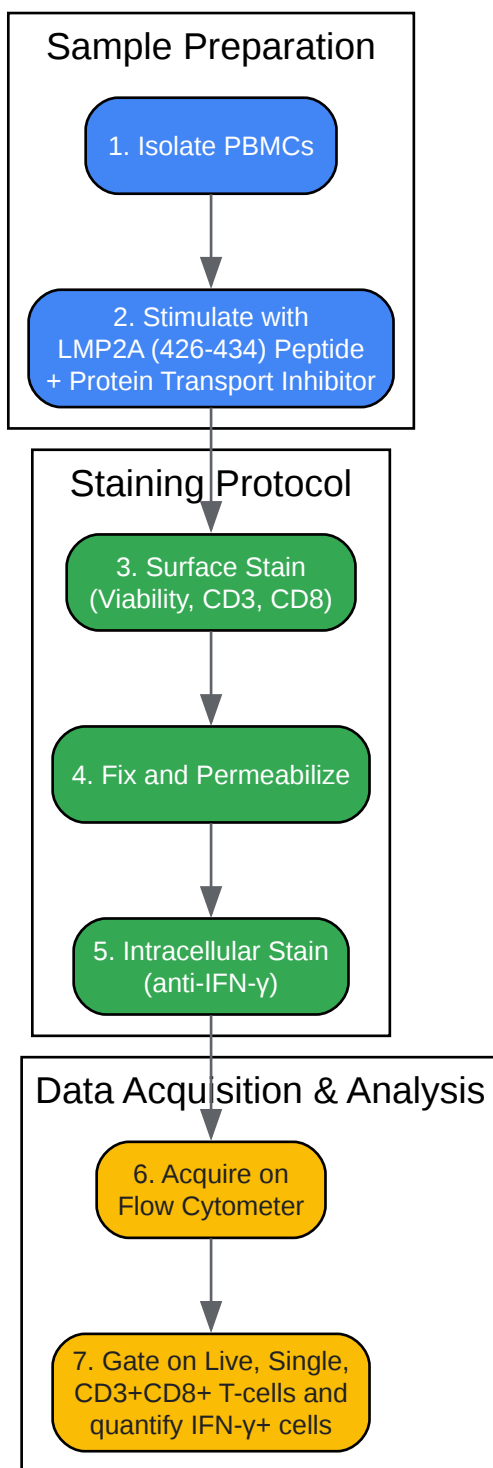 Sample Preparation
1. Isolate PBMCs
2. Stimulate with
LMP2A (426-434) Peptide
+ Protein Transport Inhibitor
Staining Protocol
3. Surface Stain
(Viability, CD3, CD8)
4. Fix and Permeabilize
5. Intracellular Stain
(anti-IFN-γ)
Data Acquisition & Analysis
6. Acquire on
Flow Cytometer
7. Gate on Live, Single,
CD3+CD8+ T-cells and
quantify IFN-γ+ cells